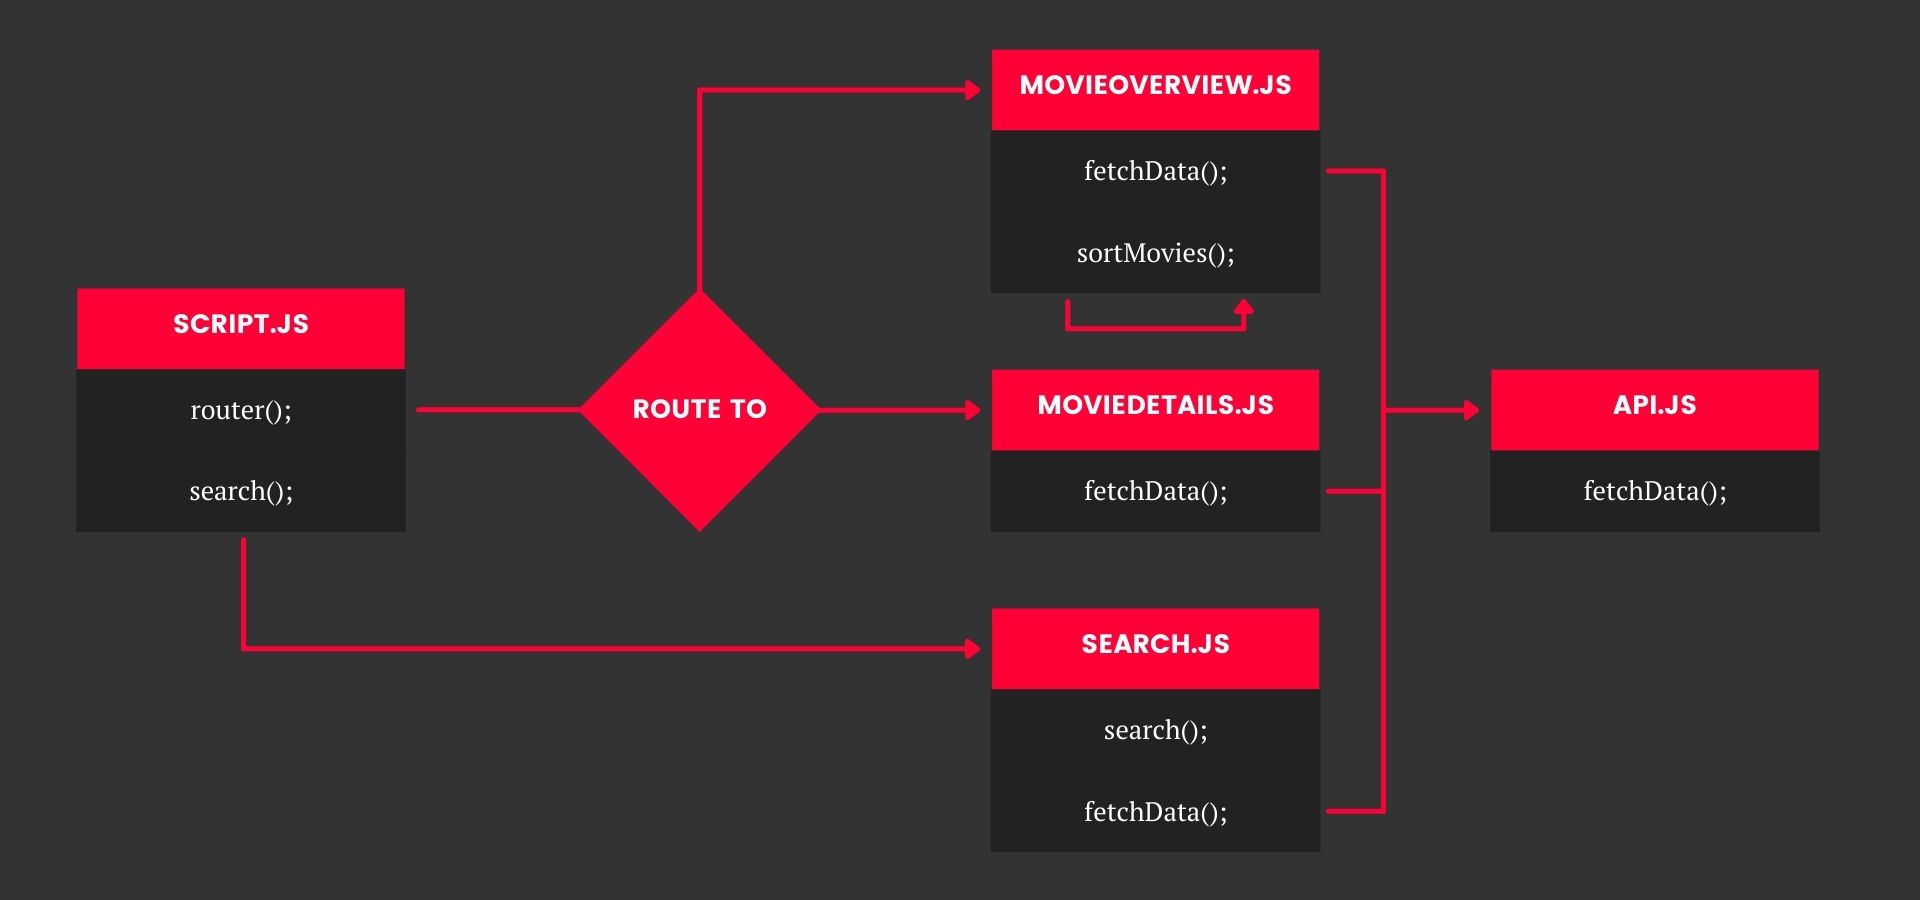 SCRIPT.JS
router();
search();
ROUTE TO
MOVIEOVERVIEW.JS
fetchData();
sortMovies();
MOVIEDETAILS.JS
fetchData();
SEARCH.JS
search();
fetchData();
API.JS
fetchData();